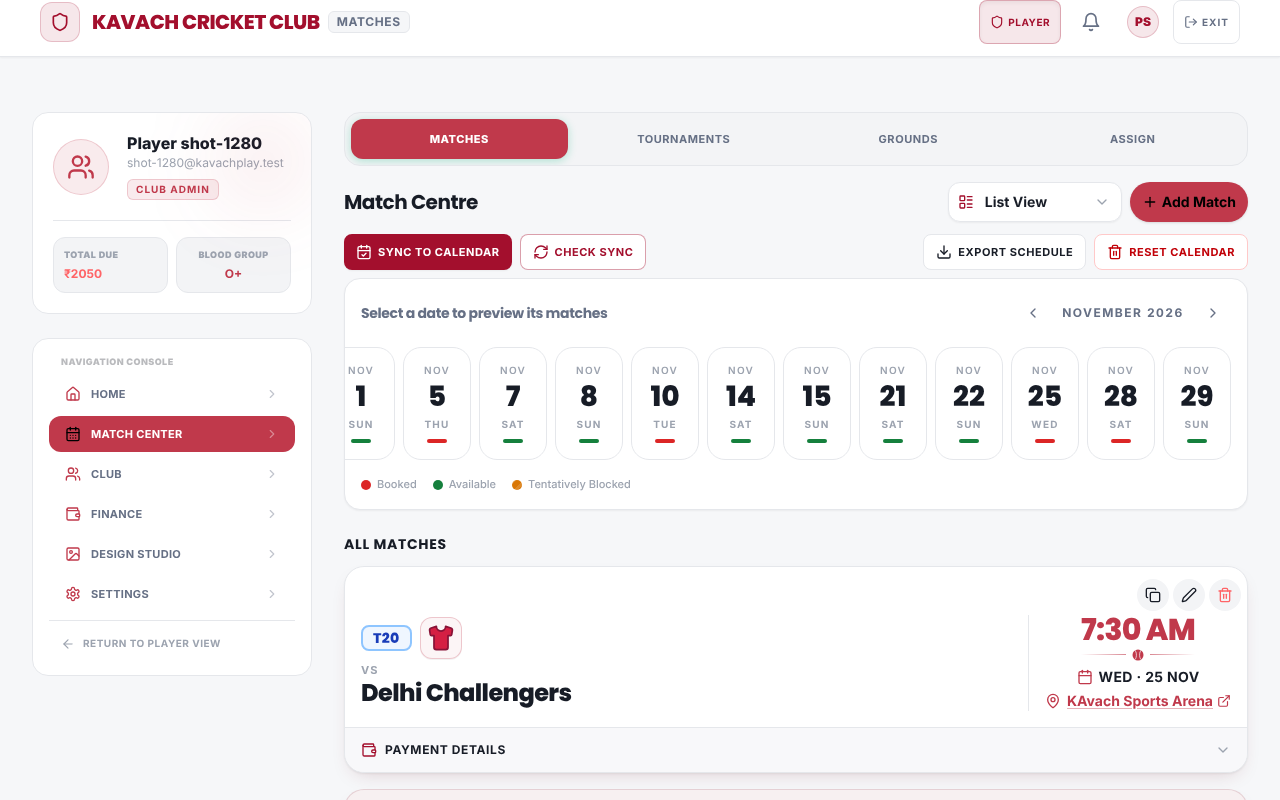 KAVACH CRICKET CLUB
MATCHES
PLAYER
PS
EXIT
Player shot-1280
shot-1280@kavachplay.test
CLUB ADMIN
TOTAL DUE
₹2050
BLOOD GROUP
O+
NAVIGATION CONSOLE
HOME
MATCH CENTER
CLUB
FINANCE
DESIGN STUDIO
SETTINGS
RETURN TO PLAYER VIEW
MATCHES
TOURNAMENTS
GROUNDS
ASSIGN
Match Centre
List View
Add Match
SYNC TO CALENDAR
CHECK SYNC
EXPORT SCHEDULE
RESET CALENDAR
Select a date to preview its matches
NOVEMBER 2026
NOV
1
SUN
NOV
5
THU
NOV
7
SAT
NOV
8
SUN
NOV
10
TUE
NOV
14
SAT
NOV
15
SUN
NOV
21
SAT
NOV
22
SUN
NOV
25
WED
NOV
28
SAT
NOV
29
SUN
Booked
Available
Tentatively Blocked
ALL MATCHES
T20
VS
Delhi Challengers
7:30 AM
WED · 25 NOV
KAvach Sports Arena
PAYMENT DETAILS